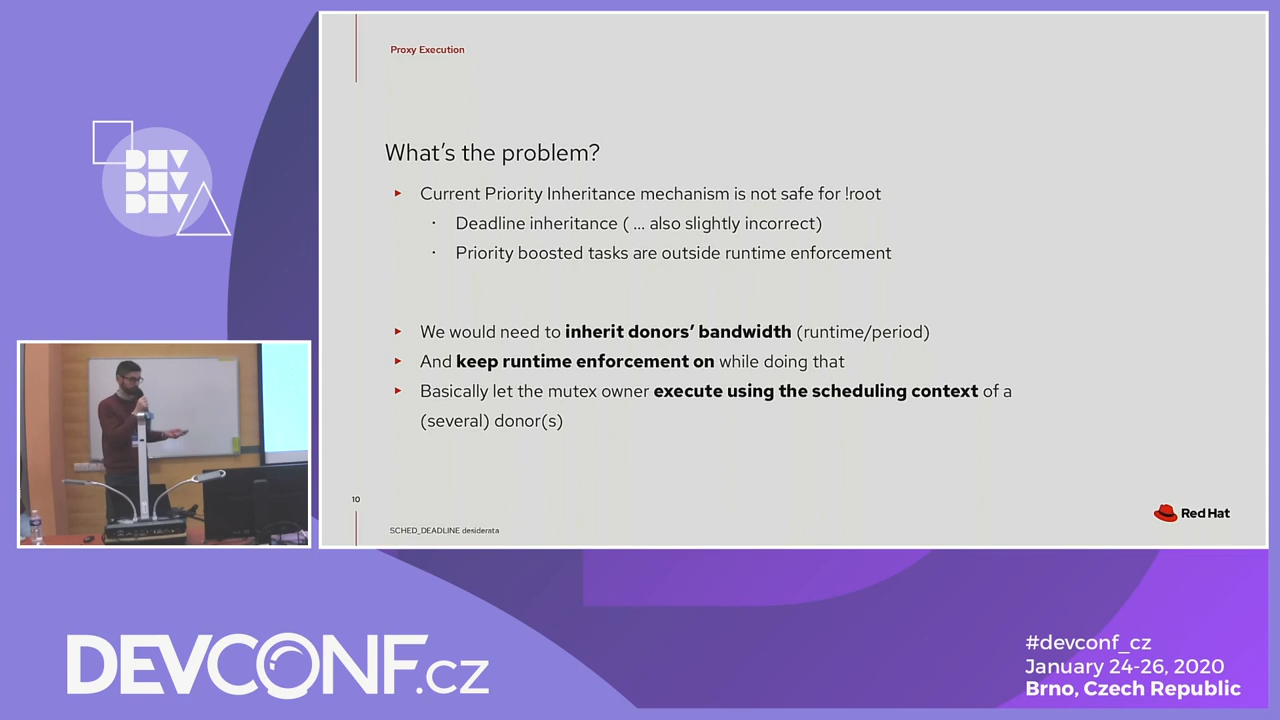 DEV
DEV
DEV
Proxy Execution
What's the problem?
Current Priority Inheritance mechanism is not safe for !root
Deadline inheritance ( ... also slightly incorrect)
Priority boosted tasks are outside runtime enforcement
We would need to inherit donors' bandwidth (runtime/period)
And keep runtime enforcement on while doing that
Basically let the mutex owner execute using the scheduling context of a
(several) donor(s)
10
SCHED_DEADLINE desiderata
Red Hat
DEVCONF.cz
#devconf_cz
January 24-26, 2020
Brno, Czech Republic